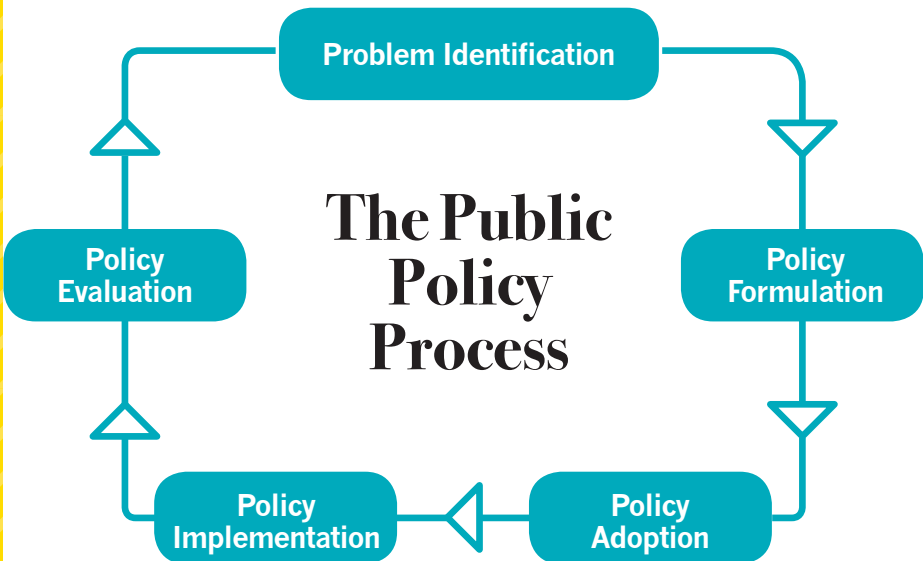 Problem Identification
The Public
Policy
Process
Policy
Formulation
Policy
Adoption
Policy
Implementation
Policy
Evaluation